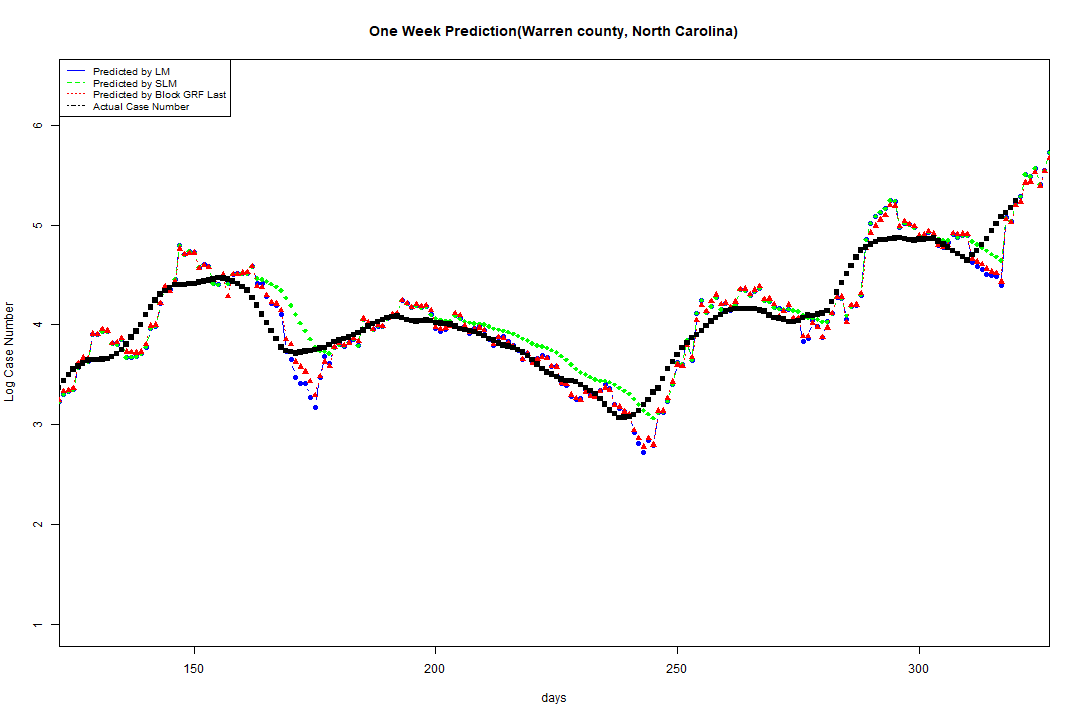 One Week Prediction(Warren county, North Carolina)
Predicted by LM
Predicted by SLM
Predicted by Block GRF Last
Actual Case Number
6
5
4
3
2
1
Log Case Number
150 200 250 300
days